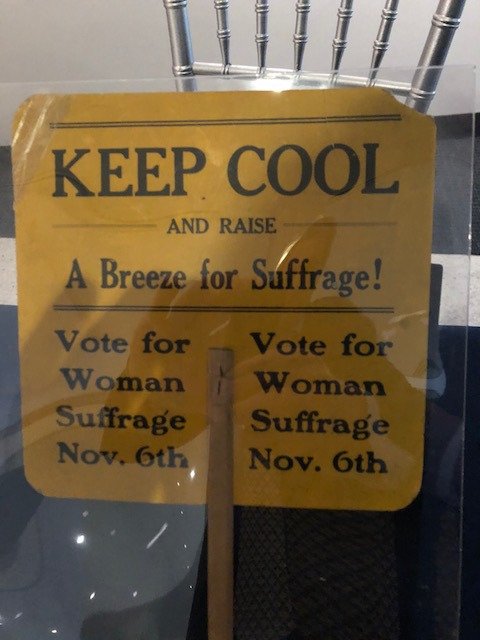 KEEP COOL
AND RAISE
A Breeze for Suffrage!
Vote for
Woman
Suffrage
Nov. 6th
Vote for
Woman
Suffrage
Nov. 6th